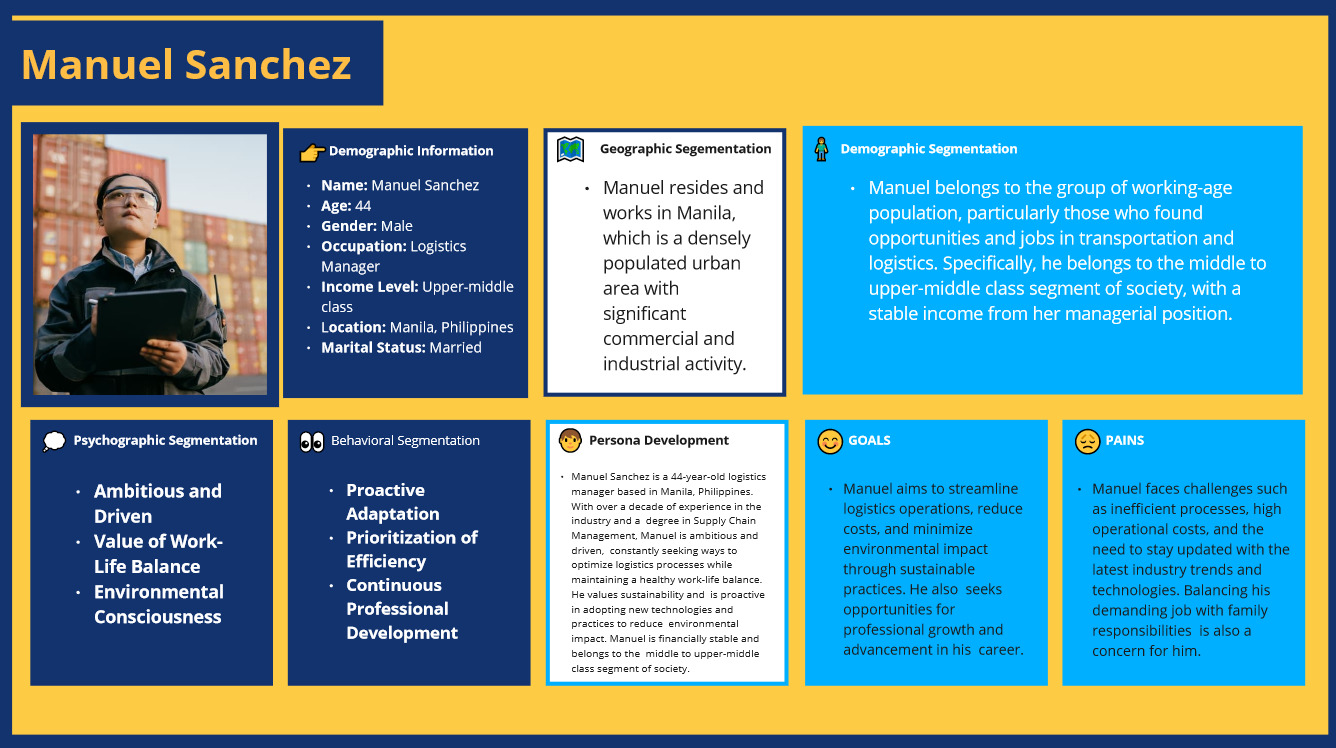 Manuel Sanchez
Demographic Information
• Name: Manuel Sanchez
• Age: 44
• Gender: Male
• Occupation: Logistics
Manager
• Income Level: Upper-middle
class
• Location: Manila, Philippines
• Marital Status: Married
Geographic Segementation
• Manuel resides and
works in Manila,
which is a densely
populated urban
area with
significant
commercial and
industrial activity.
Demographic Segmentation
• Manuel belongs to the group of working-age
population, particularly those who found
opportunities and jobs in transportation and
logistics. Specifically, he belongs to the middle to
upper-middle class segment of society, with a
stable income from her managerial position.
Psychographic Segmentation
• Ambitious and
Driven
• Value of Work-
Life Balance
• Environmental
Consciousness
Behavioral Segmentation
• Proactive
Adaptation
• Prioritization of
Efficiency
• Continuous
Professional
Development
Persona Development
• Manuel Sanchez is a 44-year-old logistics
manager based in Manila, Philippines.
With over a decade of experience in the
industry and a degree in Supply Chain
Management, Manuel is ambitious and
driven, constantly seeking ways to
optimize logistics processes while
maintaining a healthy work-life balance.
He values sustainability and is proactive
in adopting new technologies and
practices to reduce environmental
impact. Manuel is financially stable and
belongs to the middle to upper-middle
class segment of society.
GOALS
• Manuel aims to streamline
logistics operations, reduce
costs, and minimize
environmental impact
through sustainable
practices. He also seeks
opportunities for
professional growth and
advancement in his career.
PAINS
• Manuel faces challenges such
as inefficient processes, high
operational costs, and the
need to stay updated with the
latest industry trends and
technologies. Balancing his
demanding job with family
responsibilities is also a
concern for him.